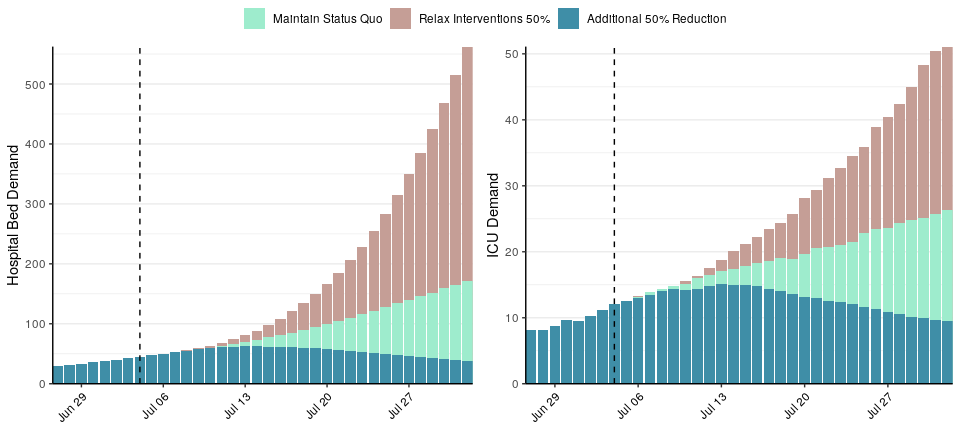 Maintain Status Quo Relax Interventions 50% Additional 50% Reduction
Hospital Bed Demand
500
400
300
200
100
0
Jun 29 Jul 06 Jul 13 Jul 20 Jul 27
ICU Demand
50
40
30
20
10
0
Jun 29 Jul 06 Jul 13 Jul 20 Jul 27